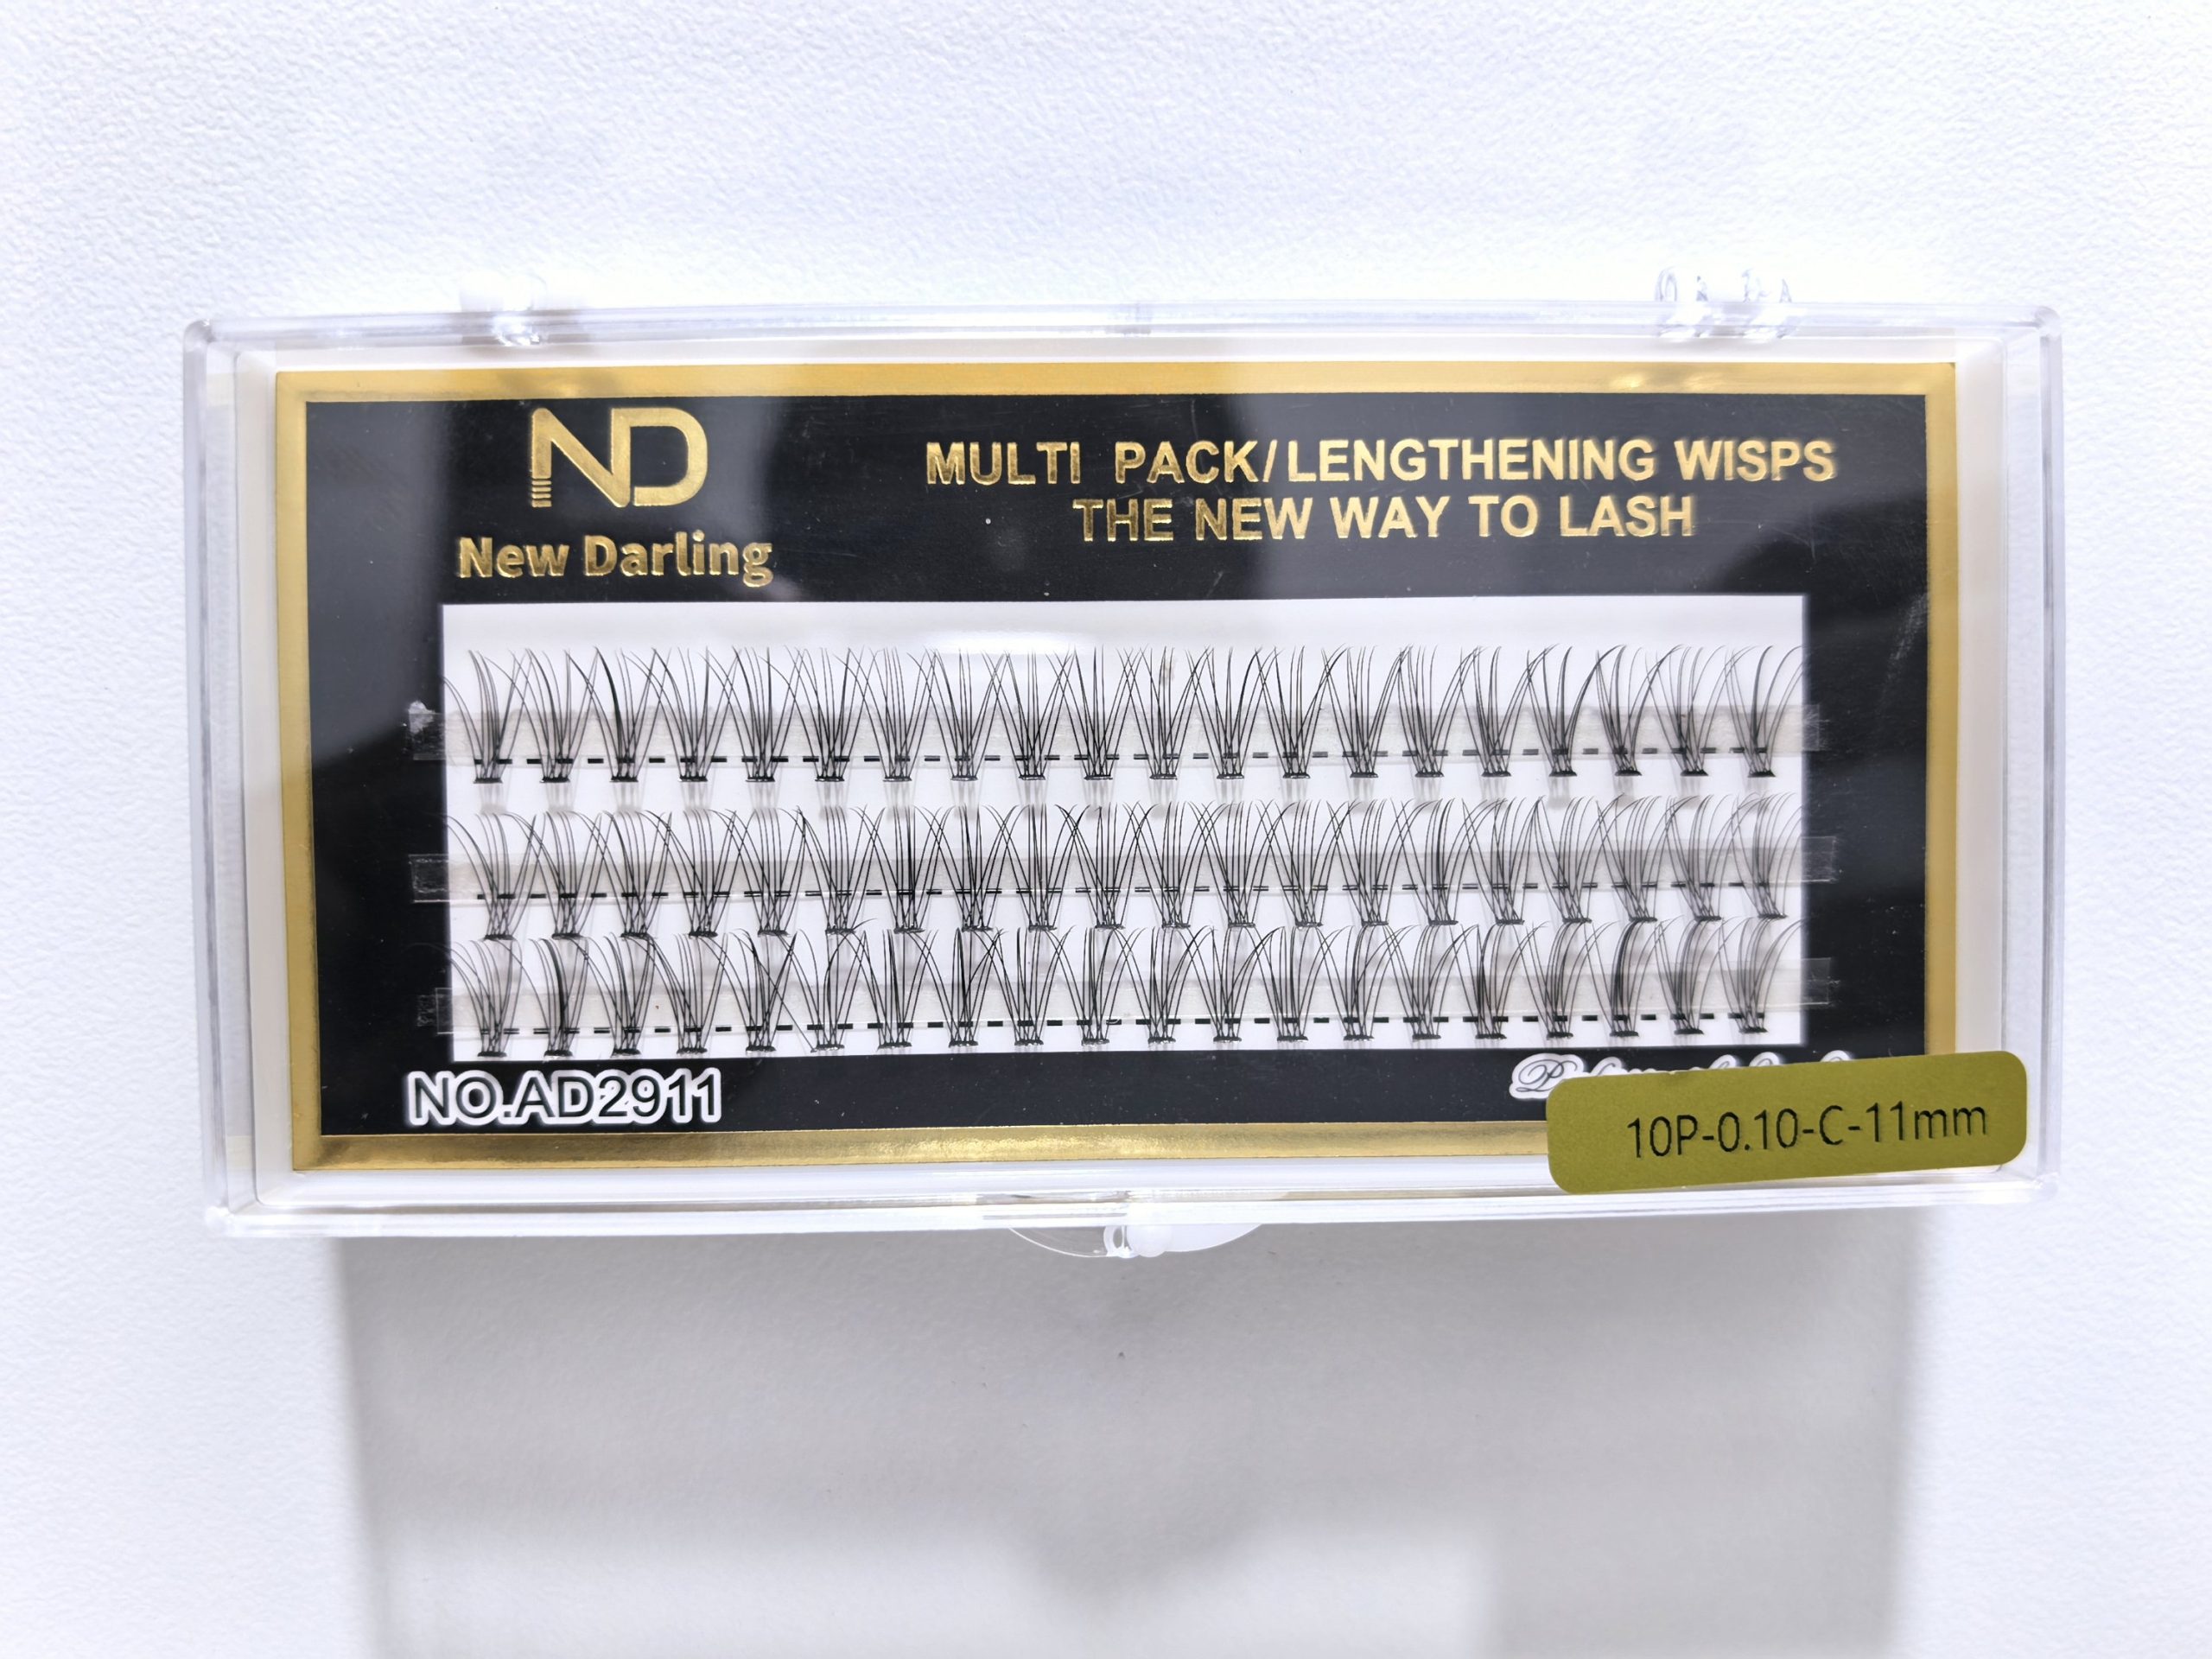 ND
New Darling
MULTI PACK/LENGTHENING WISPS
THE NEW WAY TO LASH
NO.AD2911
10P-0.10-C-11mm